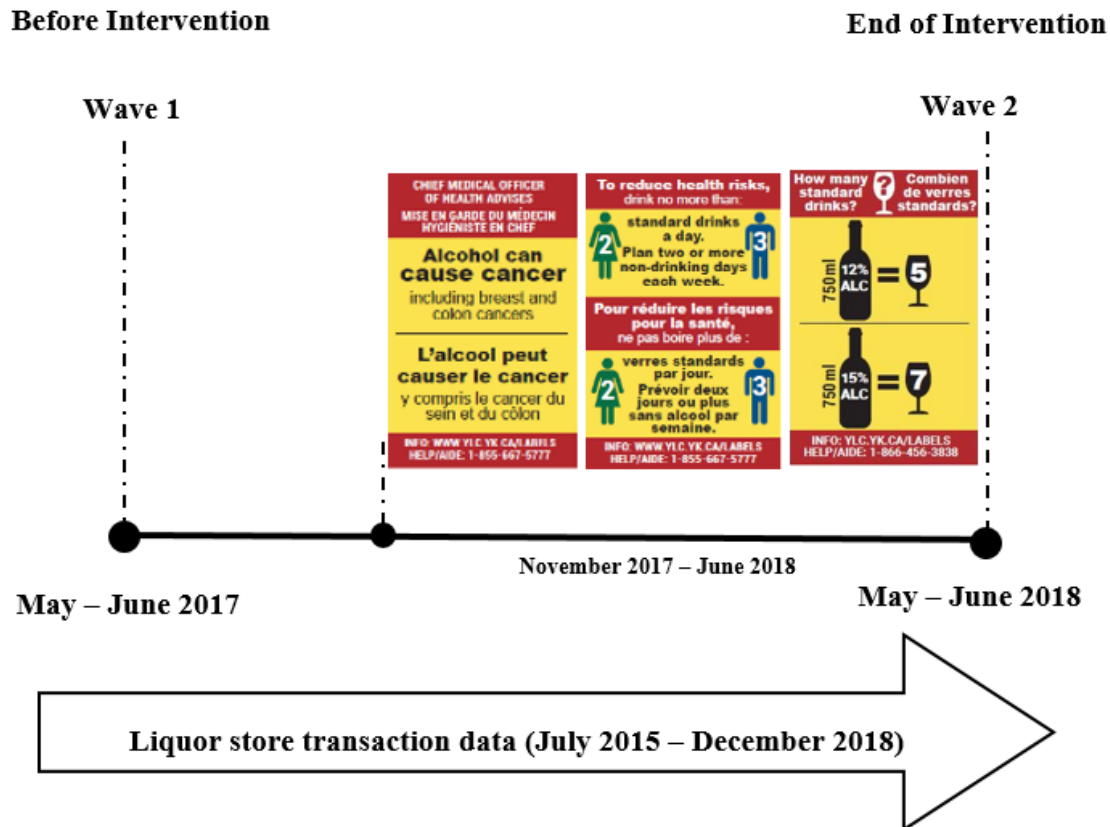 Before Intervention
End of Intervention
Wave 1
Wave 2
CHIEF MEDICAL OFFICER
OF HEALTH ADVISES
MISE EN GARDE DU MÉDECIN
HYGIÉNISTE EN CHEF
Alcohol can
cause cancer
including breast and
colon cancers
L'alcool peut
causer le cancer
y compris le cancer du
sein et du côlon
INFO: WWW.YLC.YK.CA/LABELS
HELP/AIDE: 1-855-667-5777
To reduce health risks,
drink no more than:
2
standard drinks
a day.
Plan two or more
non-drinking days
each week.
3
Pour réduire les risques
pour la santé,
ne pas boire plus de :
2
verres standards
par jour.
Prévoir deux
jours ou plus
sans alcool par
semaine.
3
INFO: WWW.YLC.YK.CA/LABELS
HELP/AIDE: 1-855-667-5777
How many
standard
drinks?
?
Combien
de verres
standards?
750 ml
12%
ALC
= 5
750 ml
15%
ALC
= 7
INFO: YLC.YK.CA/LABELS
HELP/AIDE: 1-866-456-3838
November 2017 – June 2018
May – June 2017
May – June 2018
Liquor store transaction data (July 2015 – December 2018)